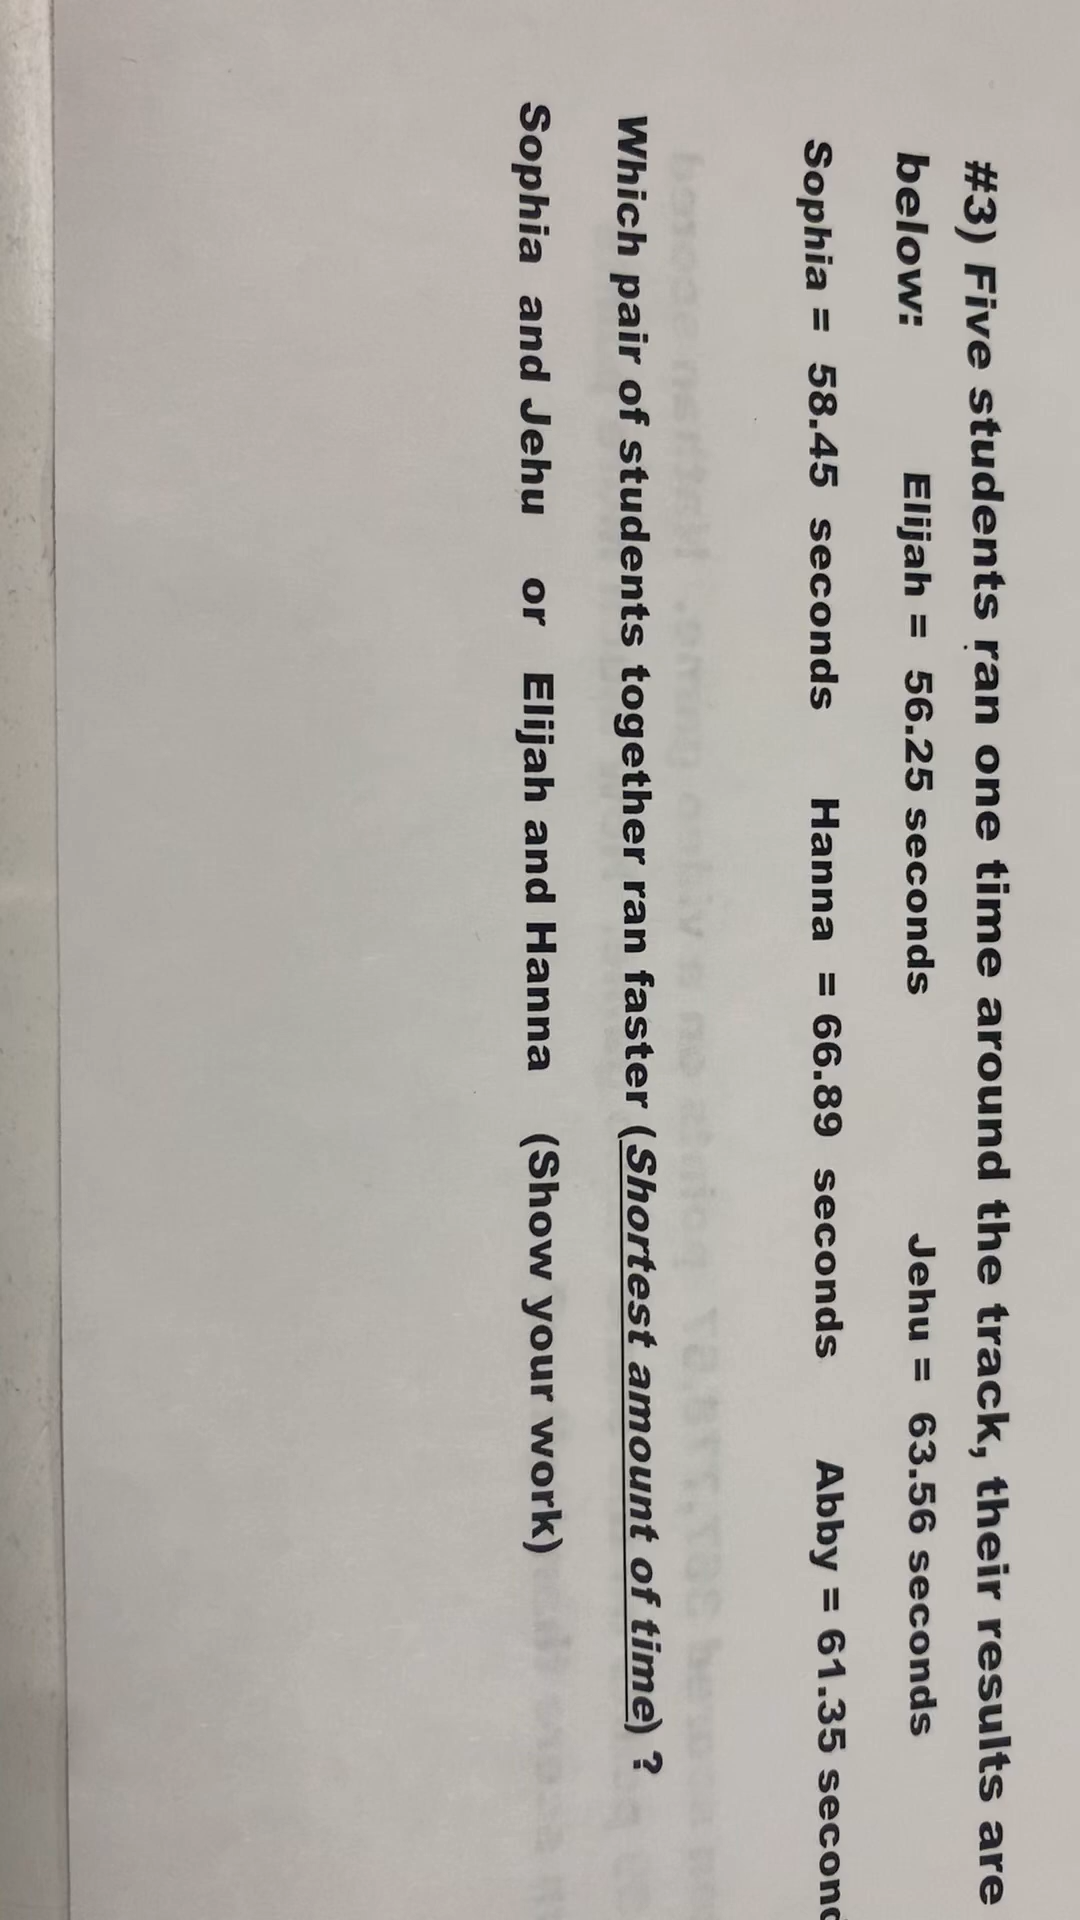 #3) Five students ran one time around the track, their results are
below: Elijah = 56.25 seconds Jehu = 63.56 seconds
Sophia = 58.45 seconds Hanna = 66.89 seconds Abby = 61.35 second
Which pair of students together ran faster (Shortest amount of time) ?
Sophia and Jehu or Elijah and Hanna (Show your work)